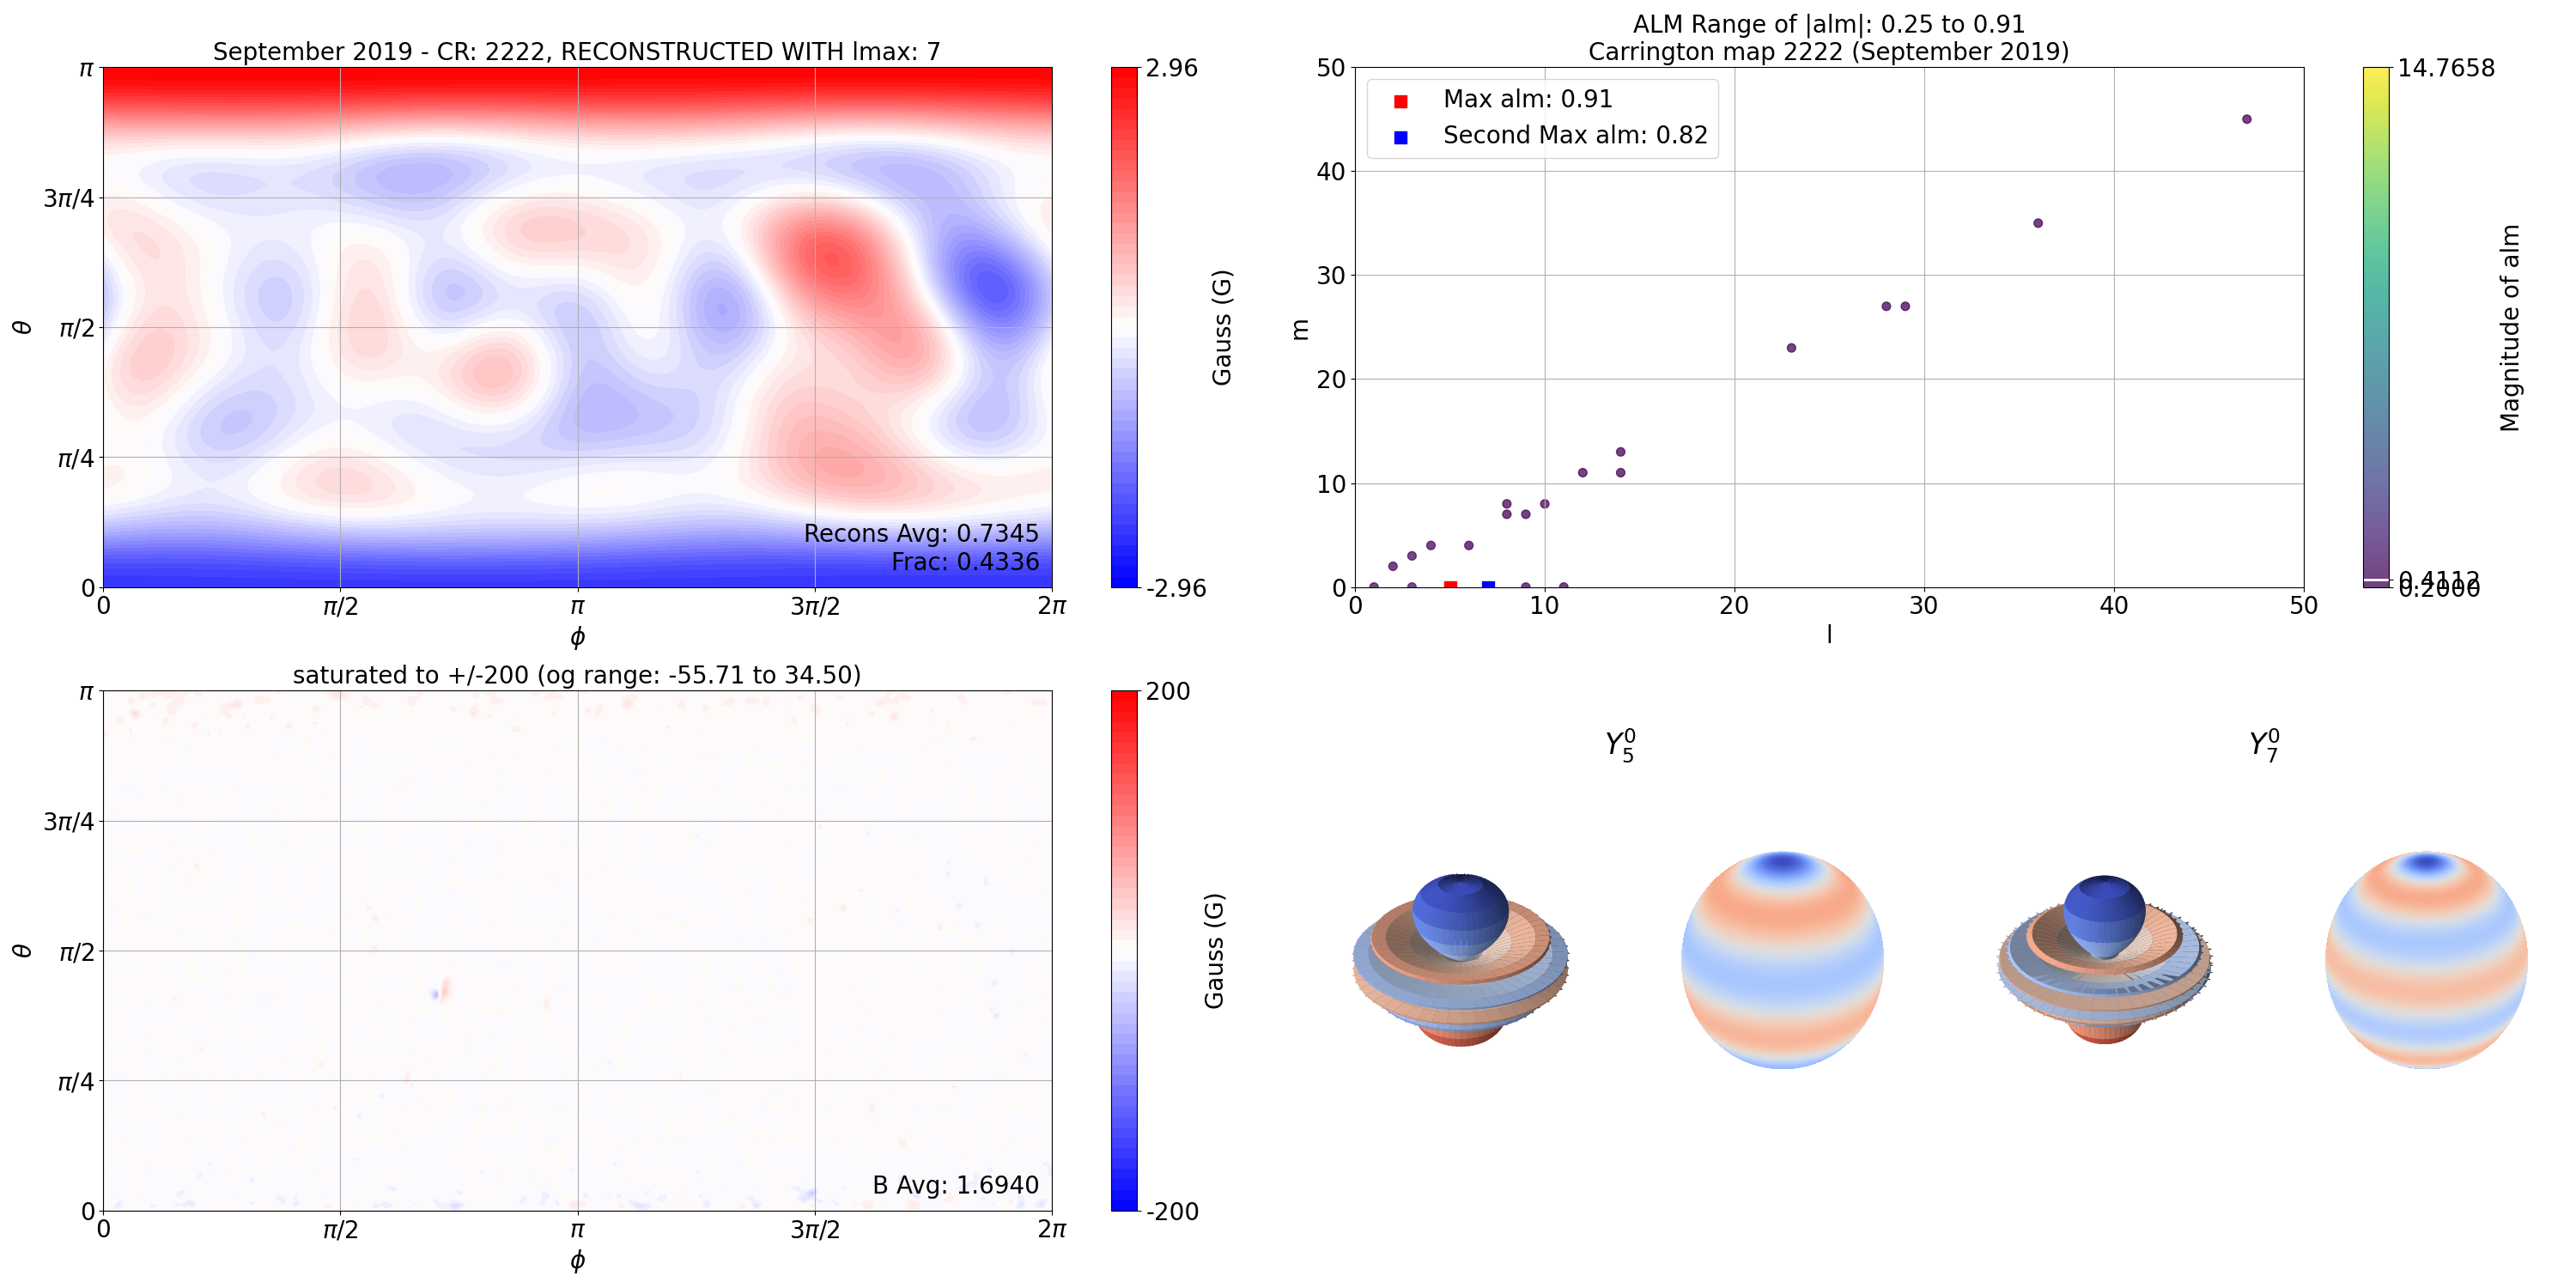 September 2019 - CR: 2222, RECONSTRUCTED WITH lmax: 7
π
3π/4
π/2
π/4
0
θ
0
π/2
π
3π/2
2π
ϕ
Recons Avg: 0.7345
Frac: 0.4336
2.96
-2.96
Gauss (G)
ALM Range of |alm|: 0.25 to 0.91
Carrington map 2222 (September 2019)
50
40
30
20
10
0
m
Max alm: 0.91
Second Max alm: 0.82
0
10
20
30
40
50
l
14.7658
0.4112
0.2000
Magnitude of alm
saturated to +/-200 (og range: -55.71 to 34.50)
π
3π/4
π/2
π/4
0
θ
B Avg: 1.6940
0
π/2
π
3π/2
2π
ϕ
200
-200
Gauss (G)
Y₅⁰
Y₇⁰